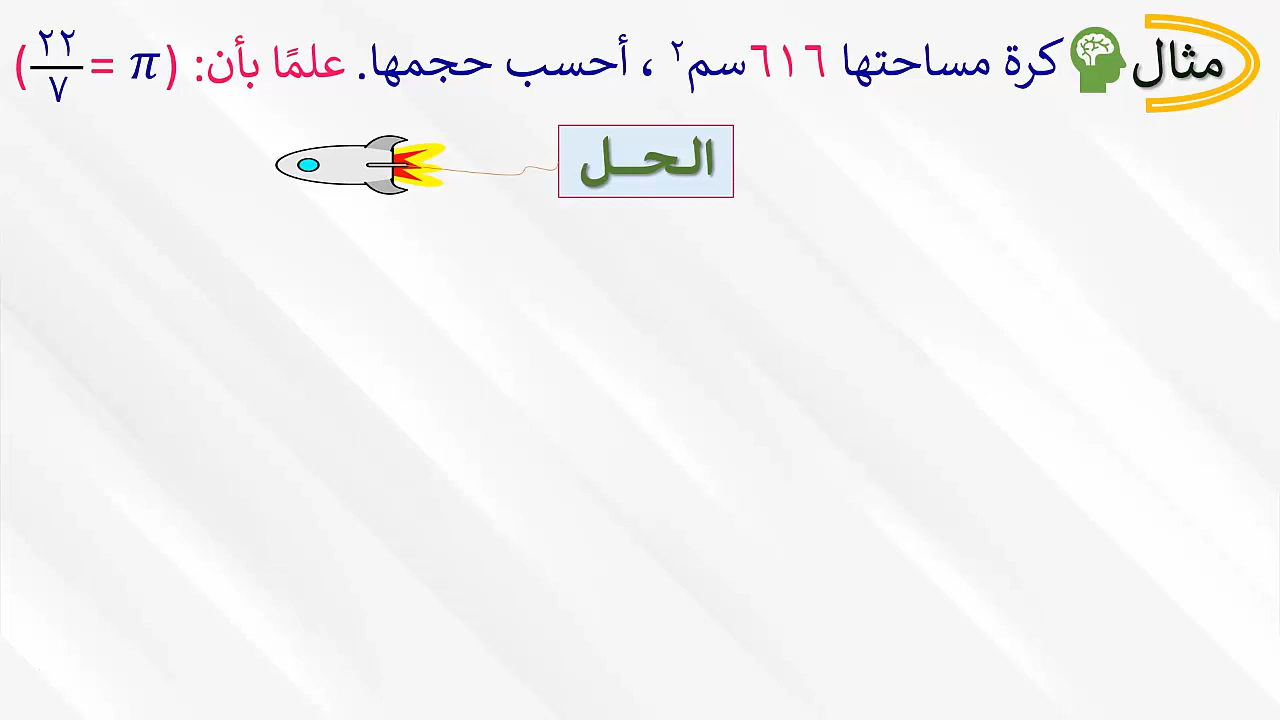 مثال كرة مساحتها ٦١٦سم٢ ، أحسب حجمها. علمًا بأن: (π = ٢٢/٧)
الحــل